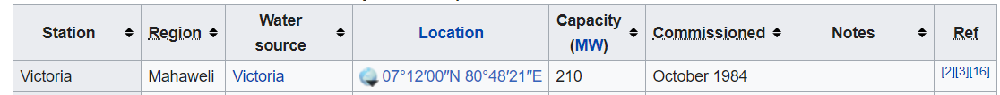 Station Region Water source Location Capacity (MW) Commissioned Notes Ref
Victoria Mahaweli Victoria 07°12′00″N 80°48′21″E 210 October 1984 [2][3][16]